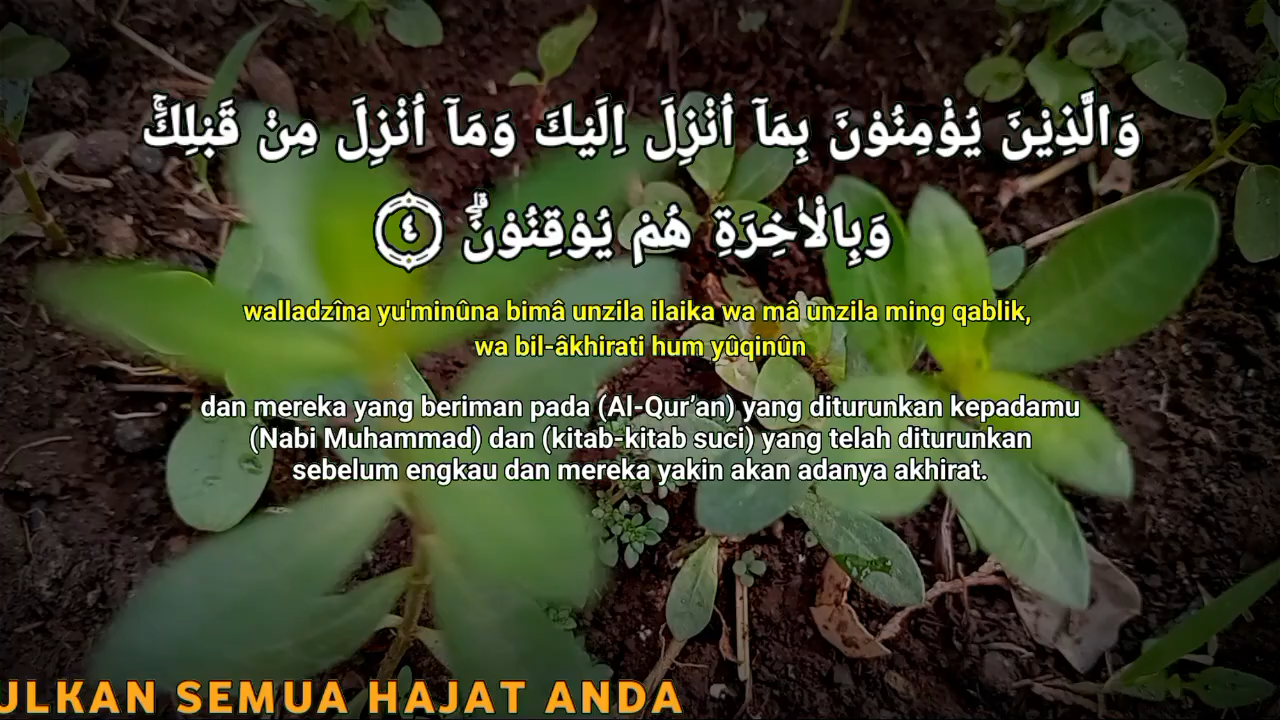 وَالَّذِيْنَ يُؤْمِنُوْنَ بِمَآ اُنْزِلَ اِلَيْكَ وَمَآ اُنْزِلَ مِنْ قَبْلِكَۚ
وَبِالْاٰخِرَةِ هُمْ يُوْقِنُوْنَۗ ٤
walladzîna yu'minûna bimâ unzila ilaika wa mâ unzila ming qablik,
wa bil-âkhirati hum yûqinûn
dan mereka yang beriman pada (Al-Qur’an) yang diturunkan kepadamu
(Nabi Muhammad) dan (kitab-kitab suci) yang telah diturunkan
sebelum engkau dan mereka yakin akan adanya akhirat.
ULKAN SEMUA HAJAT ANDA